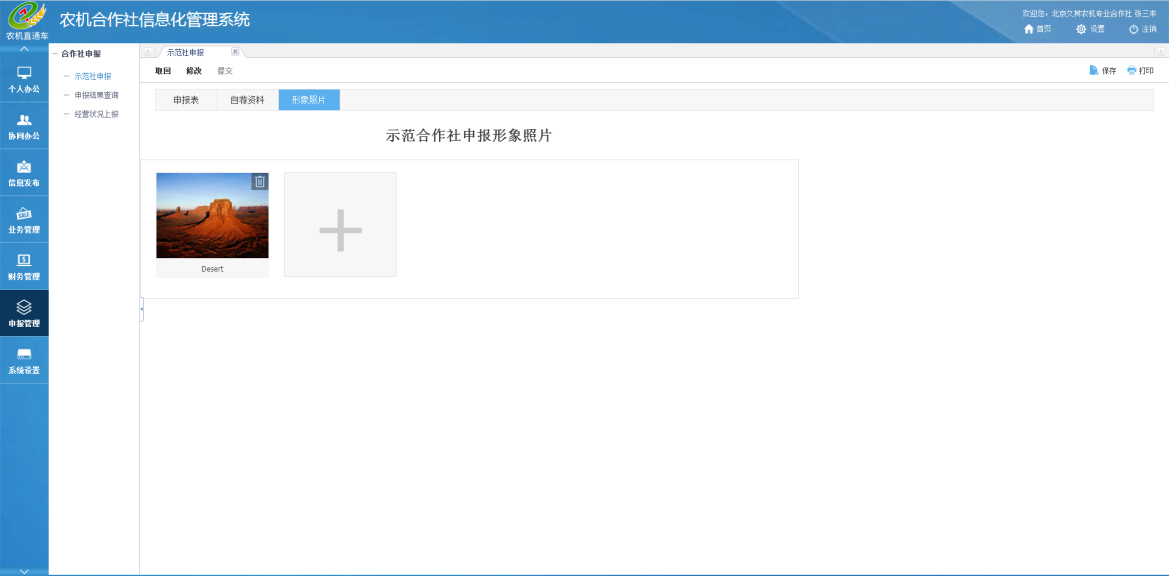 农机直通车
农机合作社信息化管理系统
欢迎您，北京久其农机专业合作社 张三丰
首页 设置 注销
个人办公
协同办公
信息发布
业务管理
财务管理
申报管理
系统设置
合作社申报
示范社申报
申报结果查询
经营状况上报
示范社申报
取回 修改 提交
保存 打印
申报表 自荐资料 形象照片
示范合作社申报形象照片
Desert